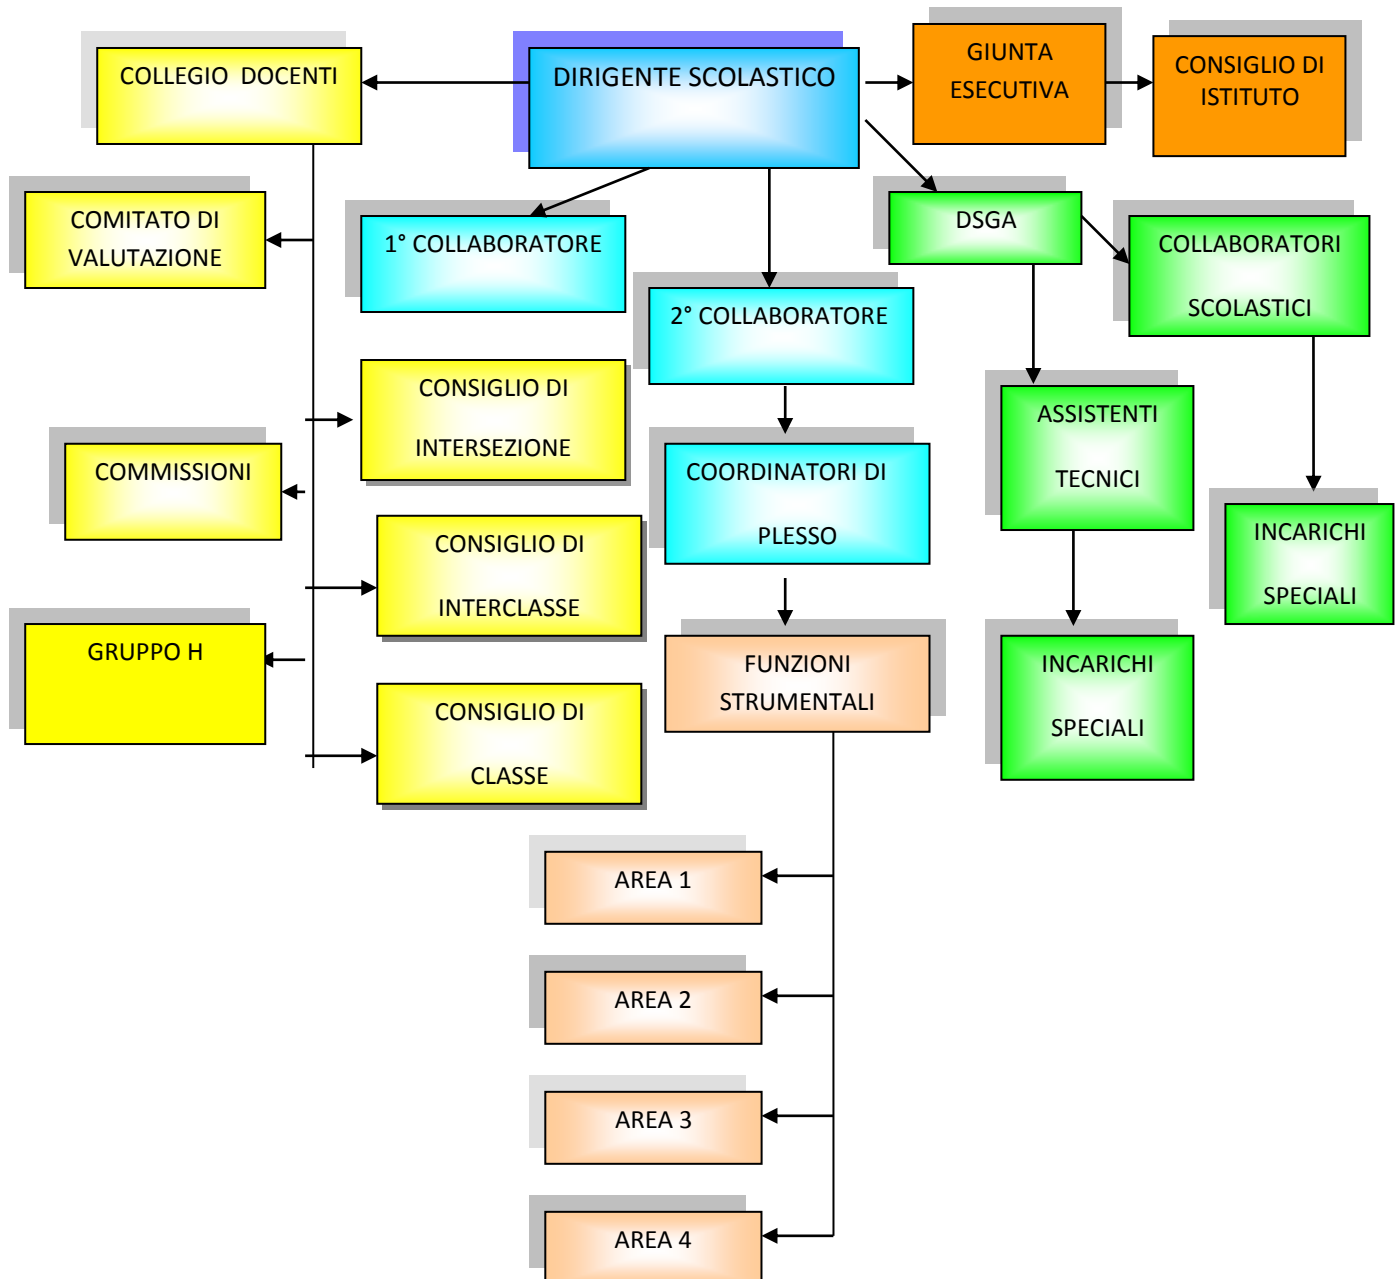 COLLEGIO DOCENTI
DIRIGENTE SCOLASTICO
GIUNTA
ESECUTIVA
CONSIGLIO DI
ISTITUTO
COMITATO DI
VALUTAZIONE
1° COLLABORATORE
DSGA
COLLABORATORI
SCOLASTICI
2° COLLABORATORE
CONSIGLIO DI
INTERSEZIONE
ASSISTENTI
TECNICI
COMMISSIONI
COORDINATORI DI
PLESSO
INCARICHI
SPECIALI
CONSIGLIO DI
INTERCLASSE
GRUPPO H
FUNZIONI
STRUMENTALI
INCARICHI
SPECIALI
CONSIGLIO DI
CLASSE
AREA 1
AREA 2
AREA 3
AREA 4